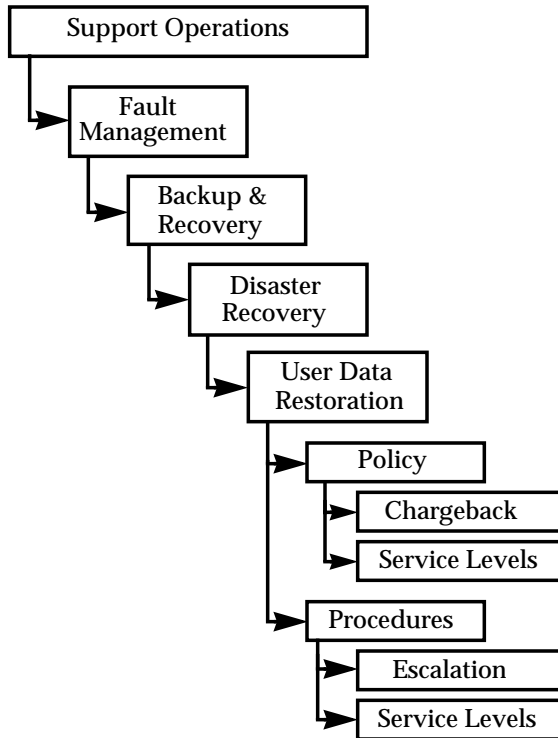 Support Operations
Fault
Management
Backup &
Recovery
Disaster
Recovery
User Data
Restoration
Policy
Chargeback
Service Levels
Procedures
Escalation
Service Levels